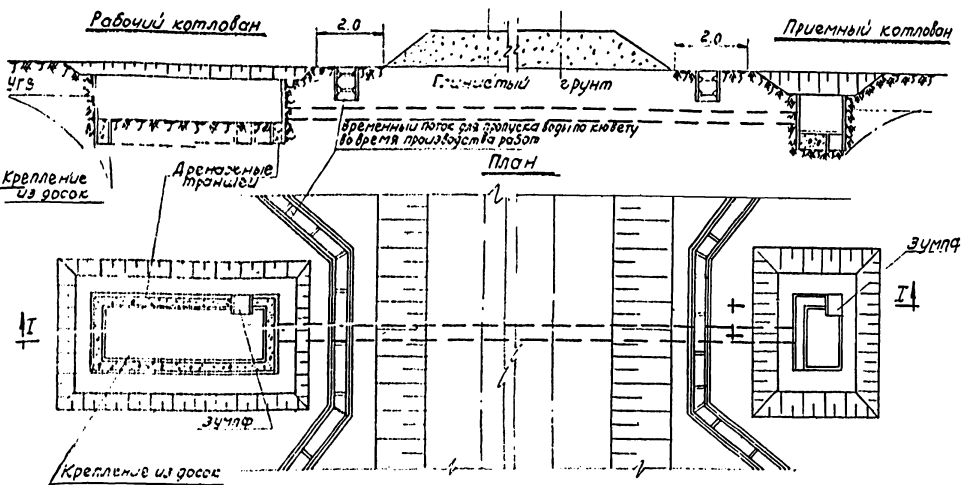 Рабочий котлован
2.0
2.0
Приемный котлован
УГВ
Глинистый грунт
Временный лоток для пропуска воды по кювету
во время производства работ
План
Крепление
из досок
Дренажные
траншеи
Зумпф
I
I
Зумпф
Крепление из досок